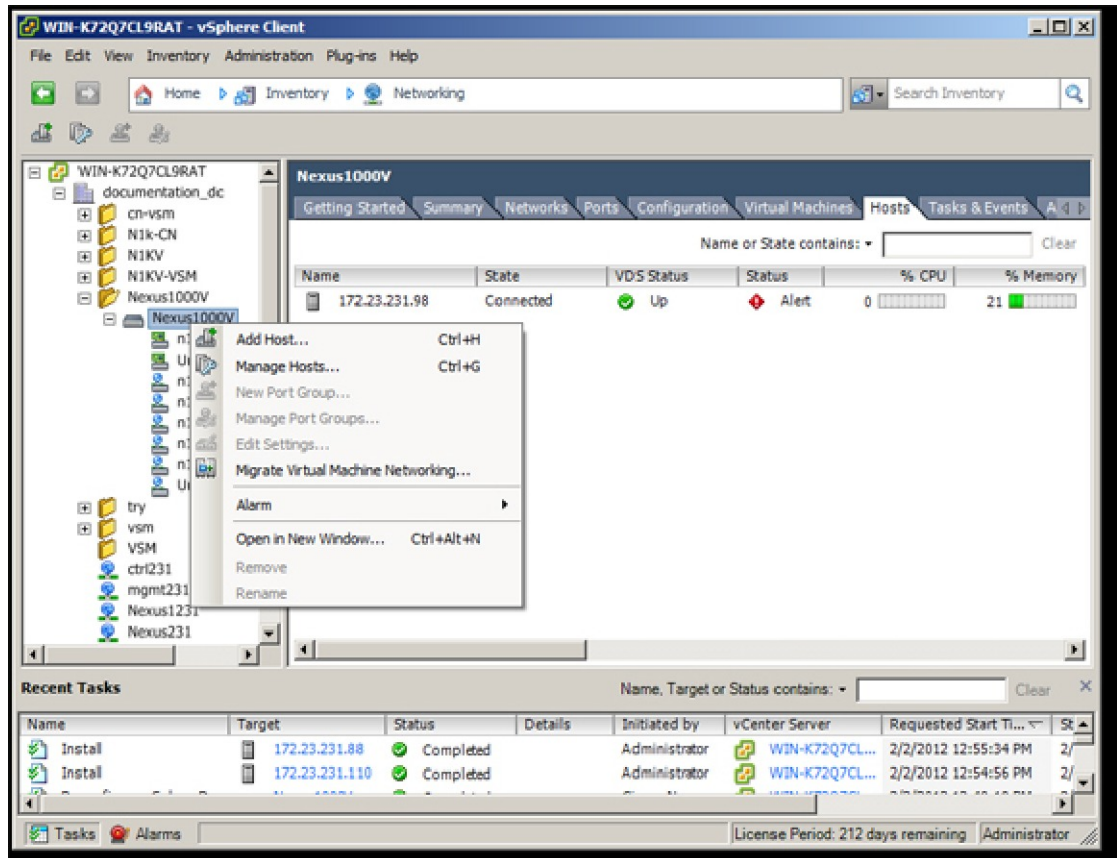 WIN-K72Q7CL9RAT - vSphere Client
File Edit View Inventory Administration Plug-ins Help
Home Inventory Networking
Search Inventory
WIN-K72Q7CL9RAT
documentation_dc
cn-vsm
N1k-CN
N1KV
N1KV-VSM
Nexus1000V
Nexus1000V
try
vsm
VSM
ctrl231
mgmt231
Nexus1231
Nexus231
Add Host... Ctrl+H
Manage Hosts... Ctrl+G
New Port Group...
Manage Port Groups...
Edit Settings...
Migrate Virtual Machine Networking...
Alarm
Open in New Window... Ctrl+Alt+N
Remove
Rename
Nexus1000V
Getting Started Summary Networks Ports Configuration Virtual Machines Hosts Tasks & Events A
Name or State contains: Clear
Name State VDS Status Status % CPU % Memory
172.23.231.98 Connected Up Alert 0 21
Recent Tasks
Name, Target or Status contains: Clear
Name Target Status Details Initiated by vCenter Server Requested Start Ti... St
Install 172.23.231.88 Completed Administrator WIN-K72Q7CL... 2/2/2012 12:55:34 PM 2/
Install 172.23.231.110 Completed Administrator WIN-K72Q7CL... 2/2/2012 12:54:56 PM 2/
Tasks Alarms License Period: 212 days remaining Administrator